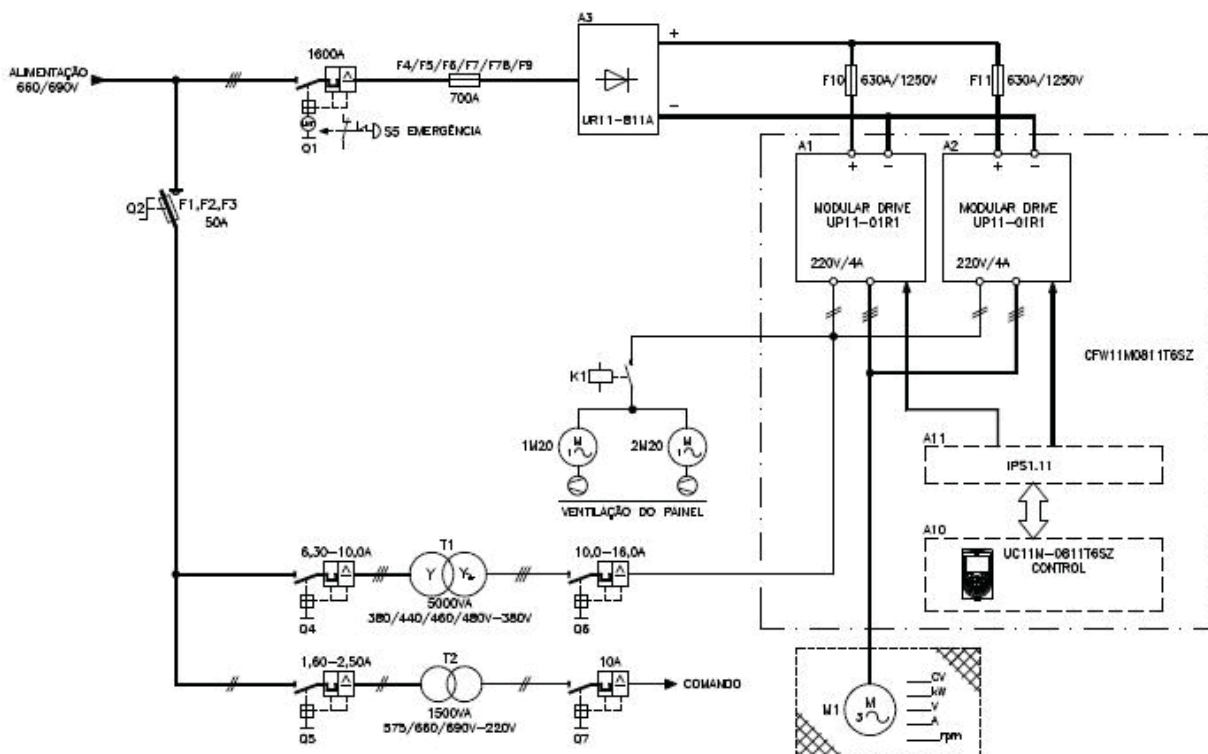 A3
1600A
F4/F5/F6/F7/F78/F9
+
ALIMENTAÇÃO
660/690V
F10
630A/1250V
F11
630A/1250V
700A
UR11-811A
-
S5 EMERGÊNCIA
Q1
A1
A2
+ -
+ -
Q2
F1,F2,F3
50A
MODULAR DRIVE
UP11-01R1
MODULAR DRIVE
UP11-01R1
220V/4A
220V/4A
CFW11M0811T6SZ
K1
1M20
M
1
2M20
M
1
A11
IPS1.11
VENTILAÇÃO DO PAINEL
A10
UC11M-0811T6SZ
CONTROL
6,30-10,0A
T1
10,0-16,0A
Y
Y
5000VA
380/440/460/480V-380V
Q4
Q6
1,60-2,50A
T2
10A
COMANDO
1500VA
575/660/690V-220V
Q5
Q7
M1
M
3
CV
kW
V
A
rpm